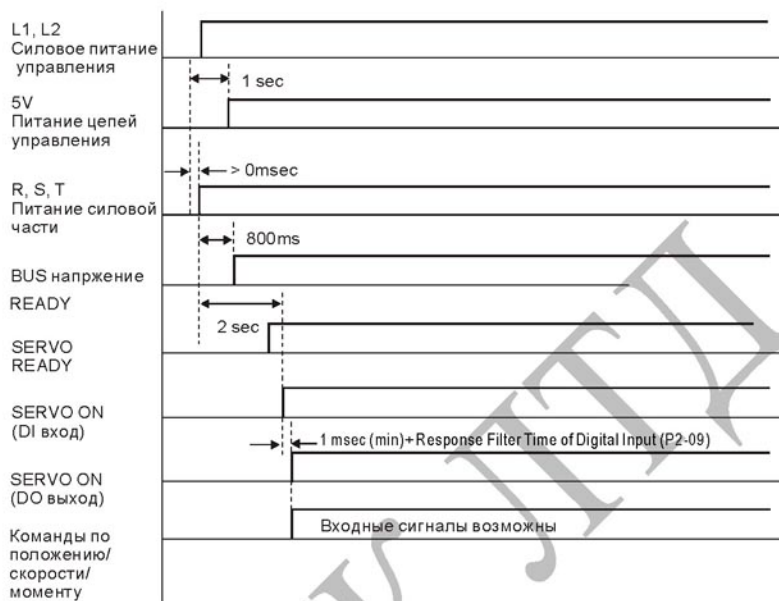 L1, L2
Силовое питание
управления
1 sec
5V
Питание цепей
управления
> 0msec
R, S, T
Питание силовой
части
800ms
BUS напржение
READY
2 sec
SERVO
READY
SERVO ON
(DI вход)
1 msec (min)+Response Filter Time of Digital Input (P2-09)
SERVO ON
(DO выход)
Входные сигналы возможны
Команды по
положению/
скорости/
моменту
ЛТД